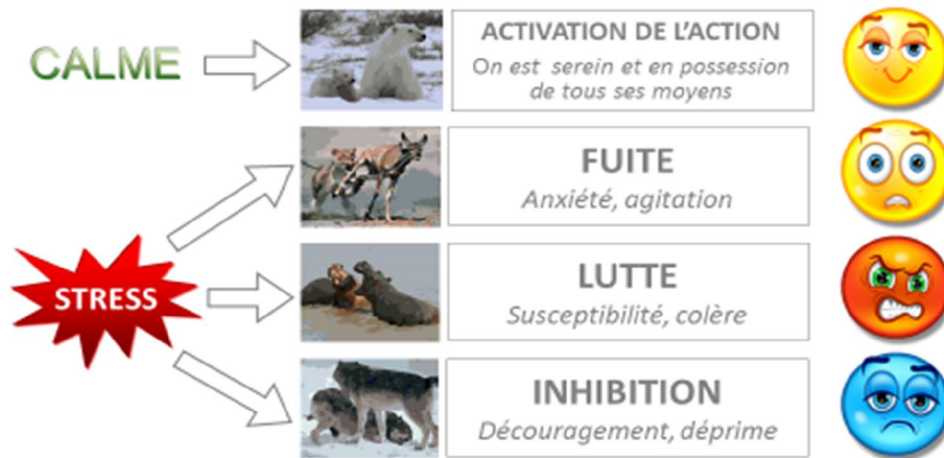 CALME
ACTIVATION DE L'ACTION
On est serein et en possession
de tous ses moyens
FUITE
Anxiété, agitation
STRESS
LUTTE
Susceptibilité, colère
INHIBITION
Découragement, déprime